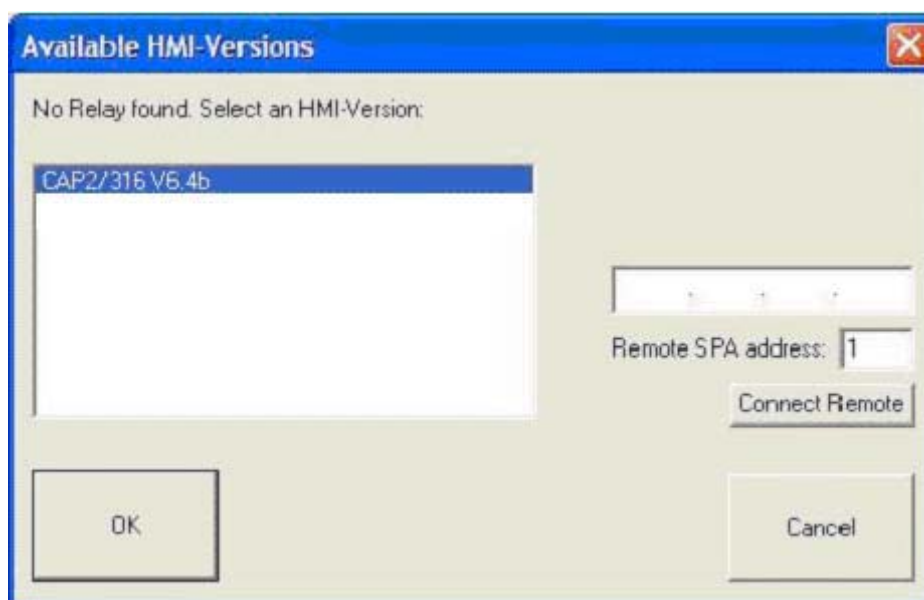 Available HMI-Versions
No Relay found. Select an HMI-Version:
CAP2/316 V6.4b
. . .
Remote SPA address: 1
Connect Remote
OK
Cancel